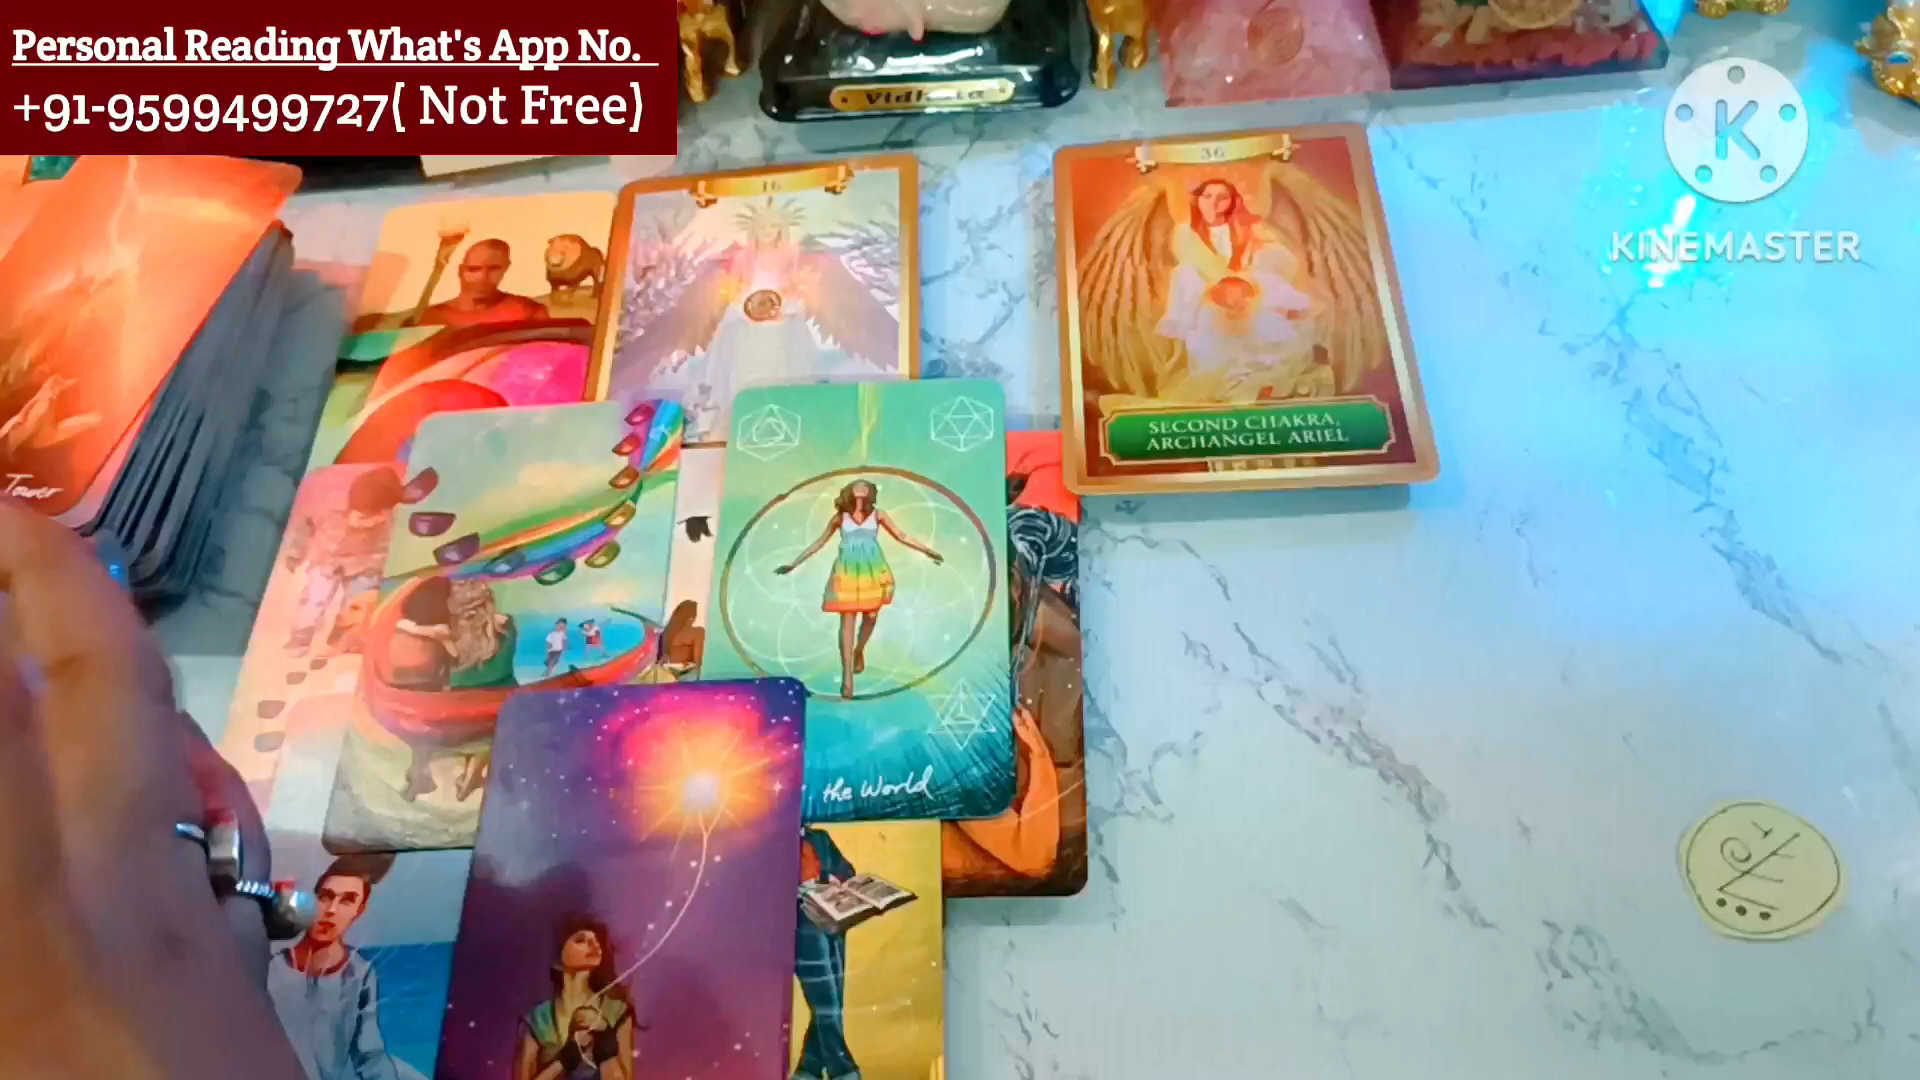 Personal Reading What's App No.
+91-9599499727( Not Free)
16
36
K
KINEMASTER
SECOND CHAKRA,
ARCHANGEL ARIEL
Tower
the World